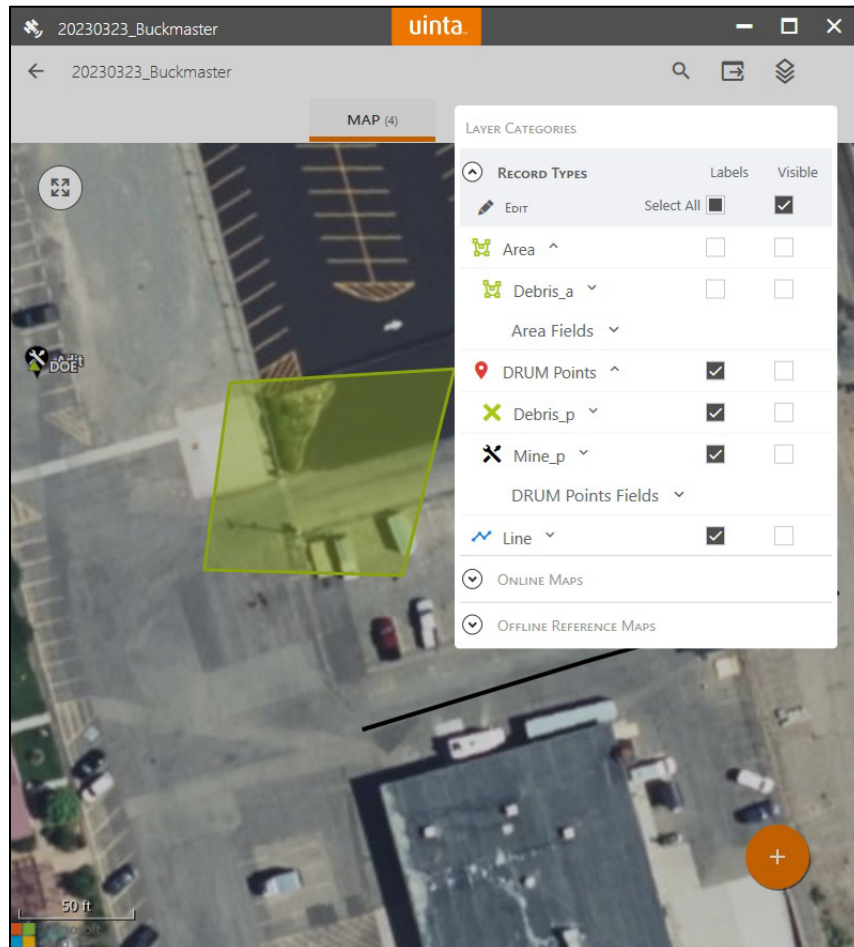 20230323_Buckmaster
uinta.
20230323_Buckmaster
MAP (4)
LAYER CATEGORIES
RECORD TYPES Labels Visible
EDIT Select All
Area
Debris_a
Area Fields
DRUM Points
Debris_p
Mine_p
DRUM Points Fields
Line
ONLINE MAPS
OFFLINE REFERENCE MAPS
DOE
50 ft
Microsoft